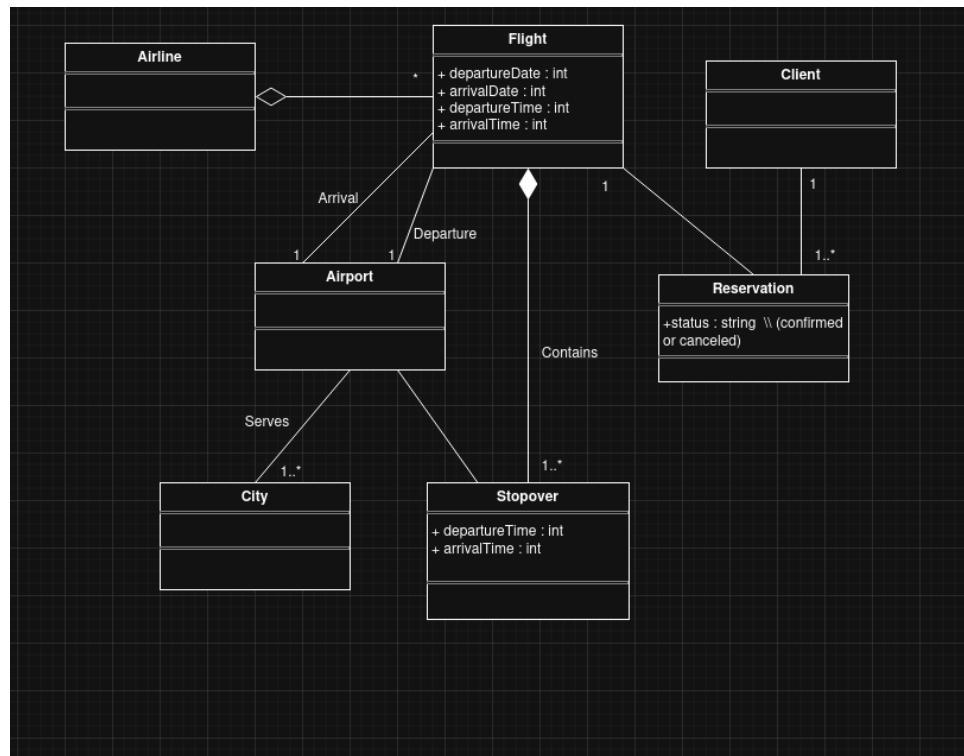 Airline
*
Flight
+ departureDate : int
+ arrivalDate : int
+ departureTime : int
+ arrivalTime : int
Client
Arrival
Departure
1
1
1
1
1..*
Airport
Reservation
+status : string \\ (confirmed
or canceled)
Contains
Serves
1..*
1..*
City
Stopover
+ departureTime : int
+ arrivalTime : int